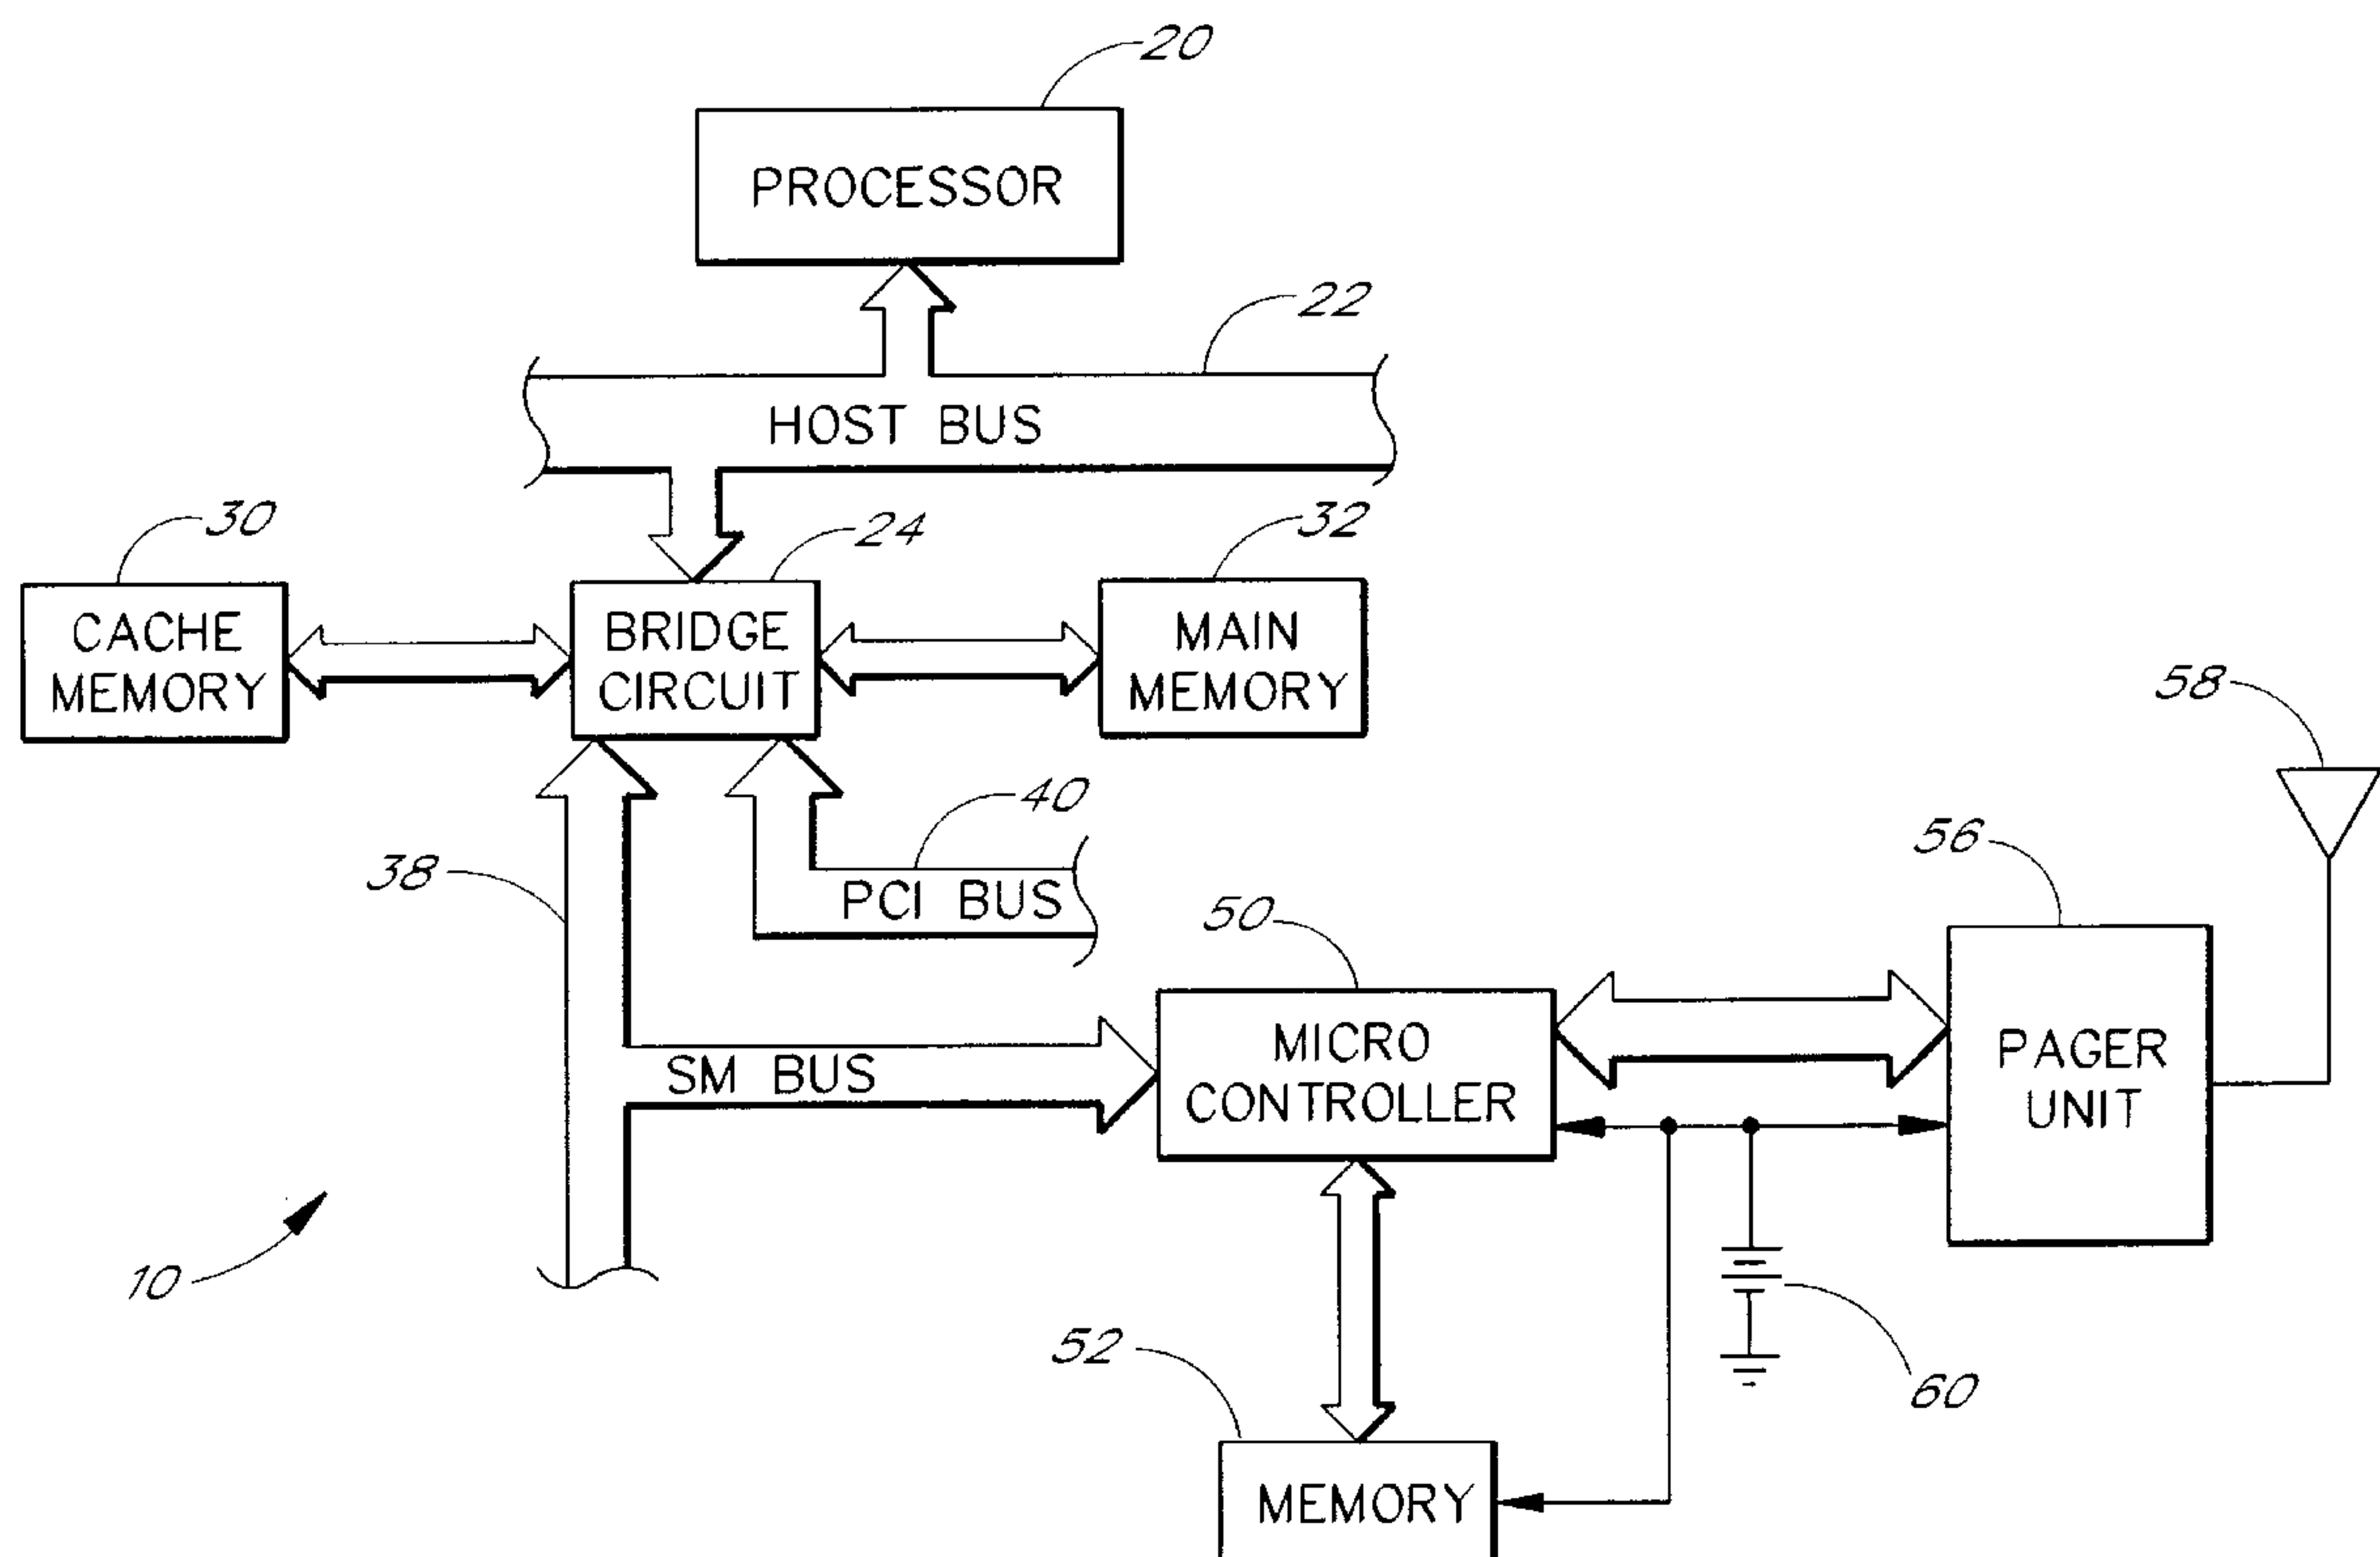 20
PROCESSOR
22
HOST BUS
30
24
32
CACHE
MEMORY
BRIDGE
CIRCUIT
MAIN
MEMORY
58
40
56
38
PCI BUS
50
MICRO
CONTROLLER
PAGER
UNIT
SM BUS
10
52
60
MEMORY